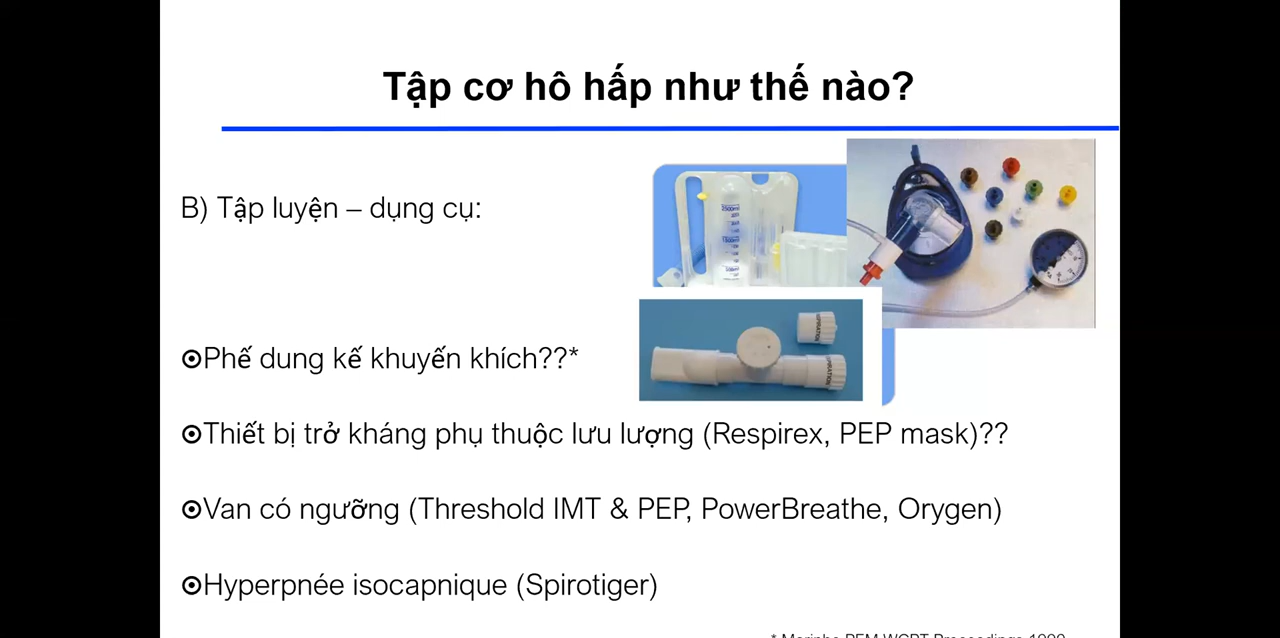 Tập cơ hô hấp như thế nào?
B) Tập luyện – dụng cụ:
Phế dung kế khuyến khích??*
Thiết bị trở kháng phụ thuộc lưu lượng (Respirex, PEP mask)??
Van có ngưỡng (Threshold IMT & PEP, PowerBreathe, Orygen)
Hyperpnée isocapnique (Spirotiger)